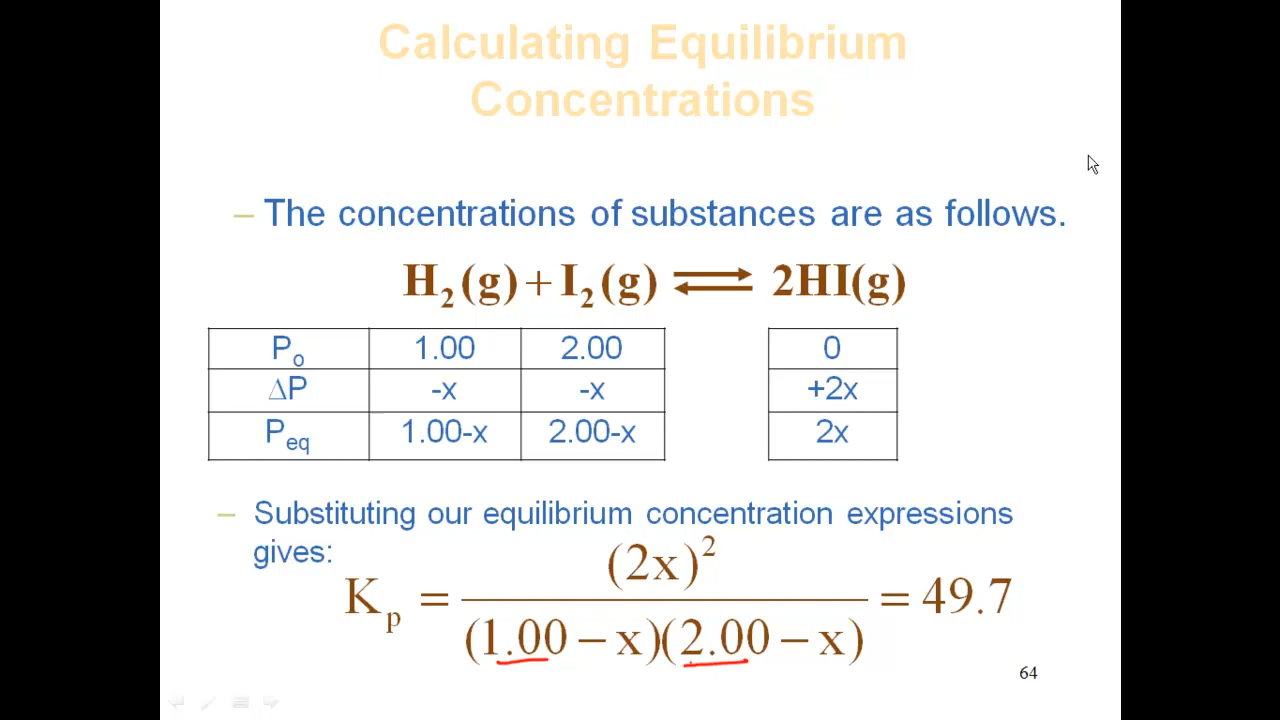 Calculating Equilibrium
Concentrations
– The concentrations of substances are as follows.
H₂(g) + I₂(g) ⇌ 2HI(g)
Pₒ 1.00 2.00 0
ΔP -x -x +2x
P_eq 1.00-x 2.00-x 2x
– Substituting our equilibrium concentration expressions
gives:
K_p = (2x)² / (1.00 − x)(2.00 − x) = 49.7
64